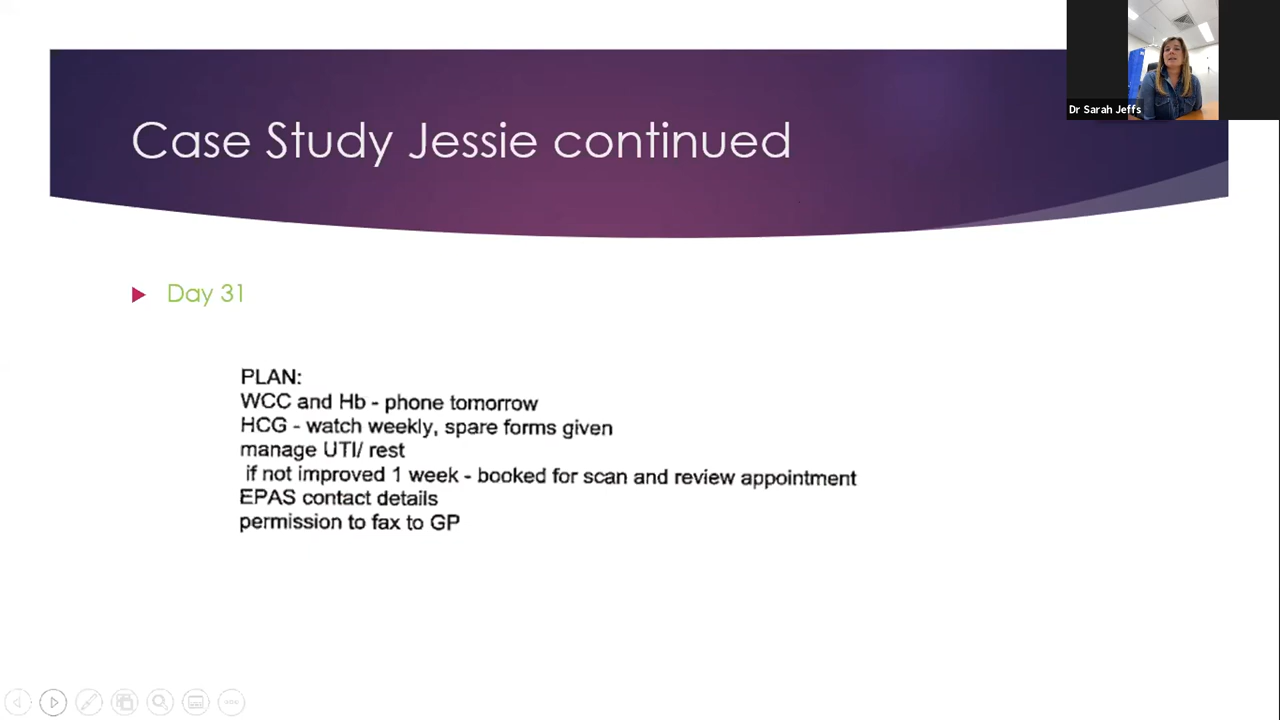 Dr Sarah Jeffs
Case Study Jessie continued
Day 31
PLAN:
WCC and Hb - phone tomorrow
HCG - watch weekly, spare forms given
manage UTI/ rest
if not improved 1 week - booked for scan and review appointment
EPAS contact details
permission to fax to GP